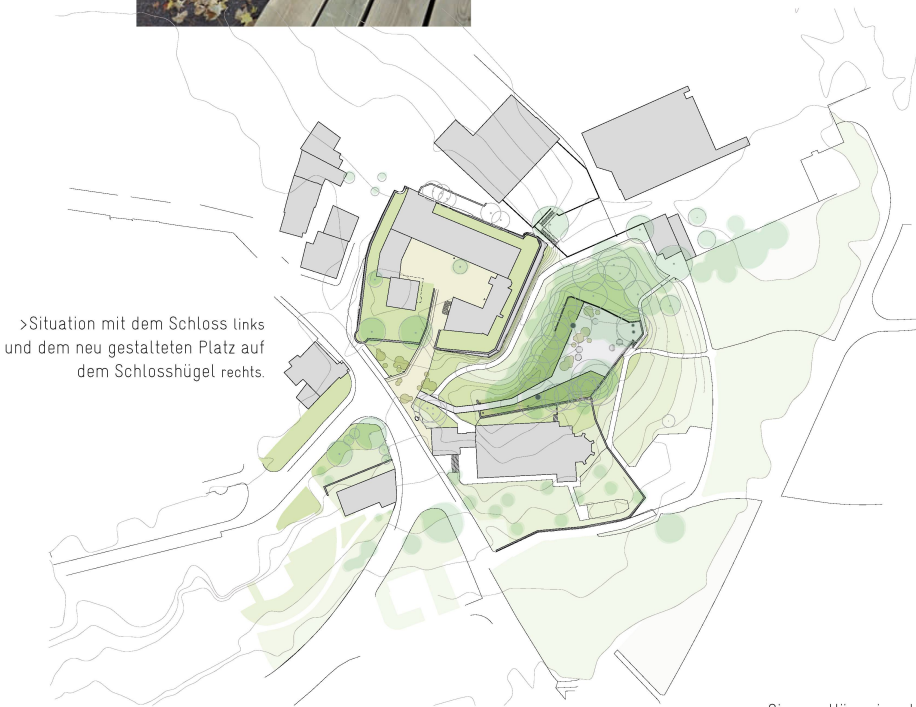 >Situation mit dem Schloss links
und dem neu gestalteten Platz auf
dem Schlosshügel rechts.